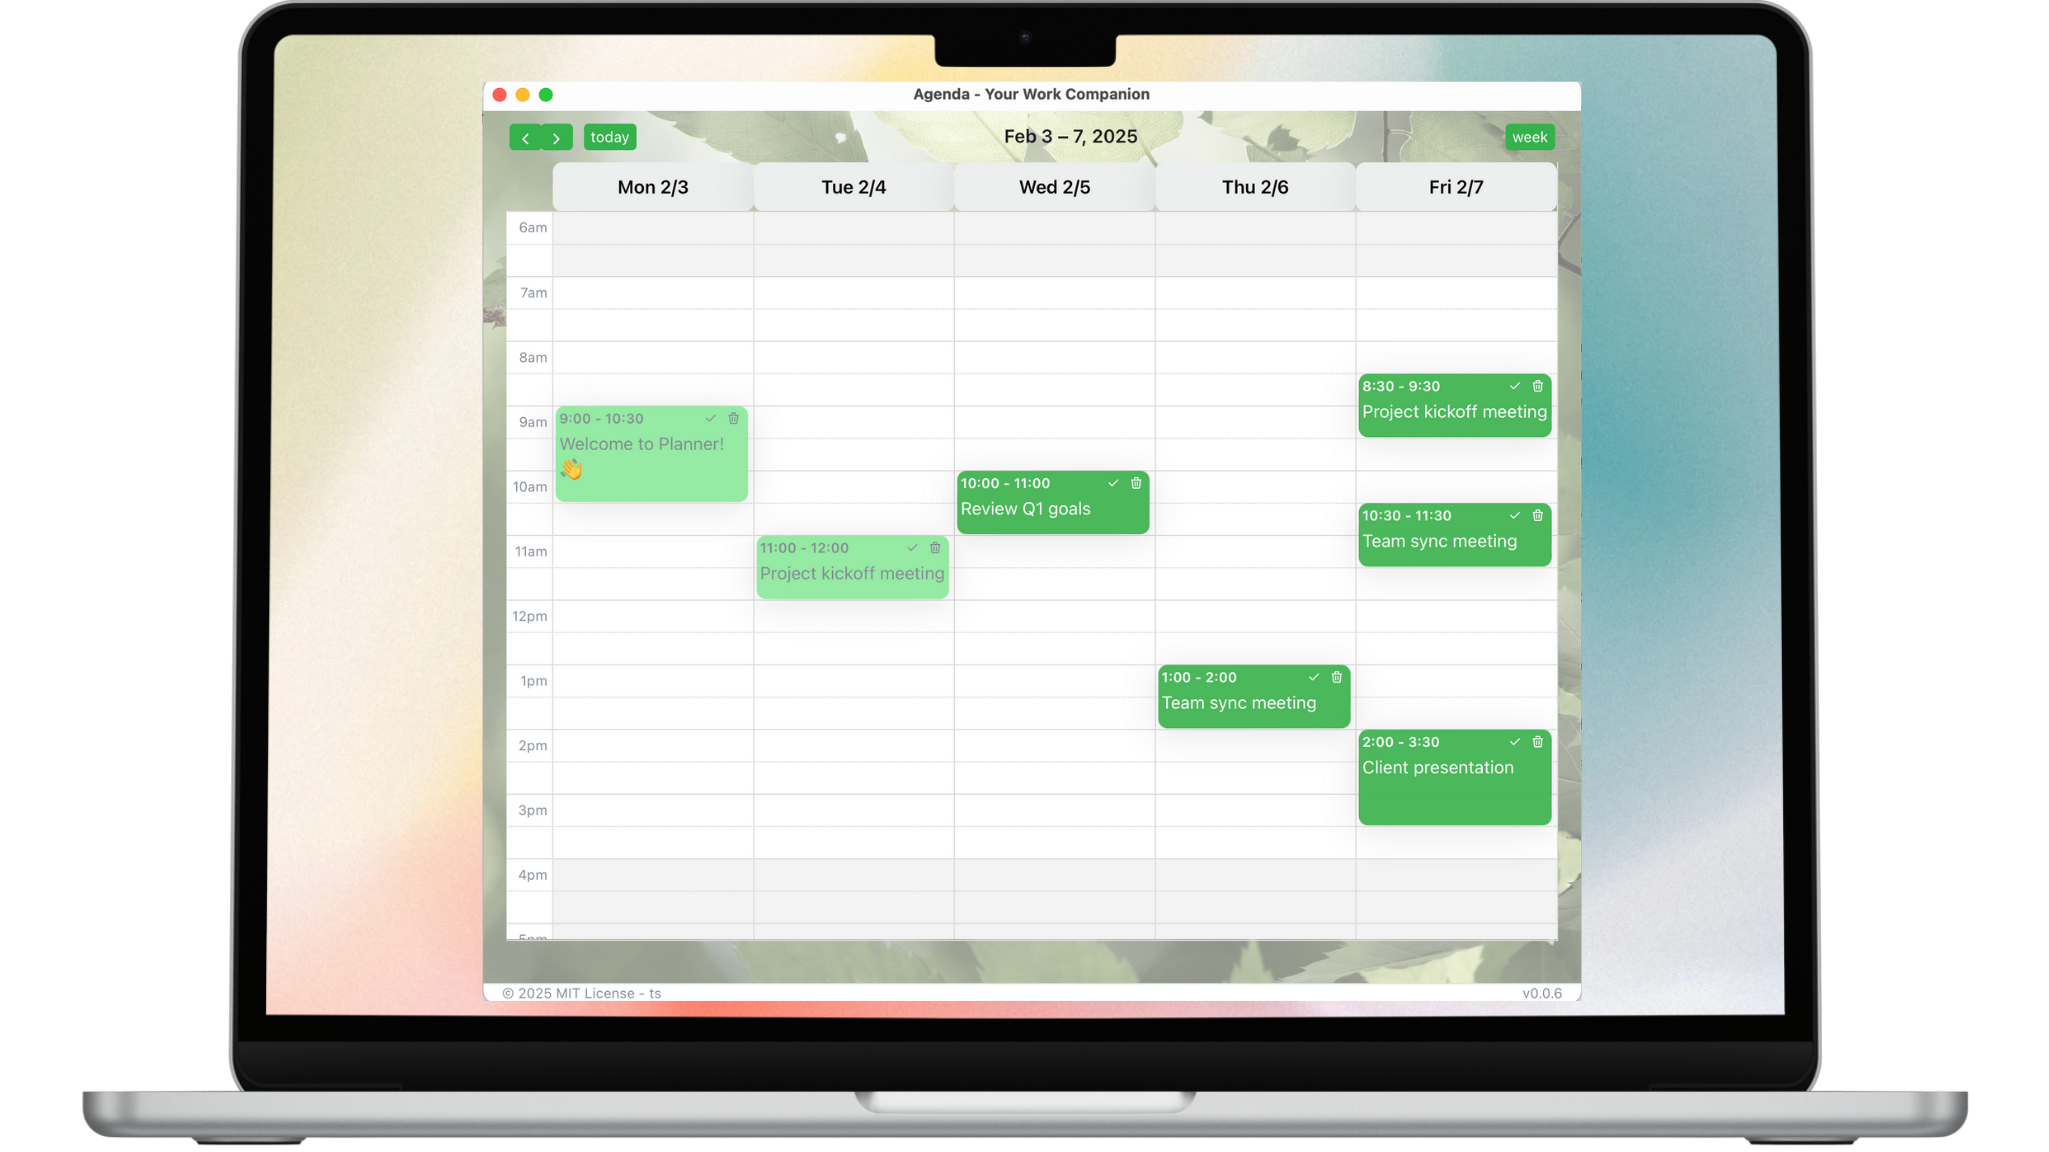 Agenda - Your Work Companion
today
Feb 3 – 7, 2025
week
Mon 2/3
Tue 2/4
Wed 2/5
Thu 2/6
Fri 2/7
6am
7am
8am
8:30 - 9:30
Project kickoff meeting
9am
9:00 - 10:30
Welcome to Planner!
👋
10am
10:00 - 11:00
Review Q1 goals
10:30 - 11:30
Team sync meeting
11am
11:00 - 12:00
Project kickoff meeting
12pm
1pm
1:00 - 2:00
Team sync meeting
2pm
2:00 - 3:30
Client presentation
3pm
4pm
5pm
© 2025 MIT License - ts
v0.0.6